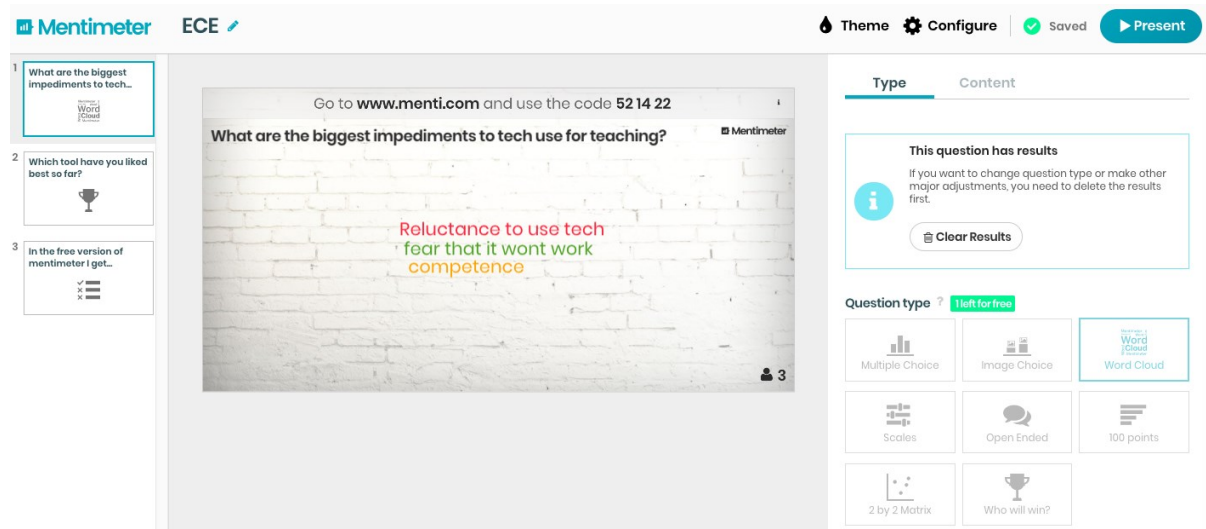 Mentimeter
ECE
Theme
Configure
Saved
Present
1
What are the biggest
impediments to tech...
Word
Cloud
2
Which tool have you liked
best so far?
3
In the free version of
mentimeter I get...
Go to www.menti.com and use the code 52 14 22
What are the biggest impediments to tech use for teaching?
Mentimeter
Reluctance to use tech
fear that it wont work
competence
3
Type
Content
This question has results
If you want to change question type or make other
major adjustments, you need to delete the results
first.
Clear Results
Question type ?
1 left for free
Multiple Choice
Image Choice
Word
Cloud
Word Cloud
Scales
Open Ended
100 points
2 by 2 Matrix
Who will win?